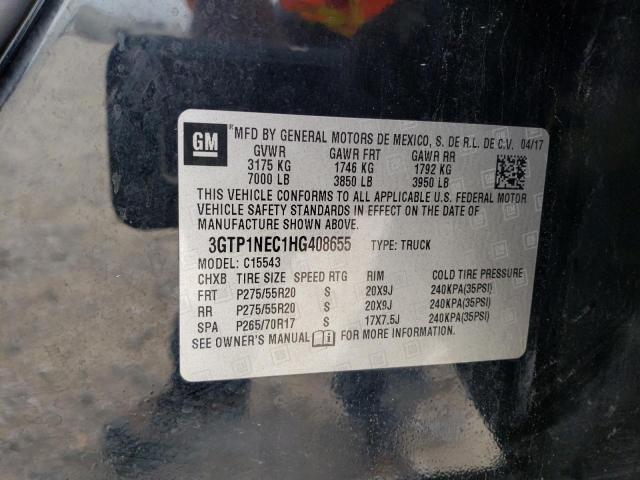 GM
®MFD BY GENERAL MOTORS DE MEXICO, S. DE R.L. DE C.V. 04/17
GVWR GAWR FRT GAWR RR
3175 KG 1746 KG 1792 KG
7000 LB 3850 LB 3950 LB
THIS VEHICLE CONFORMS TO ALL APPLICABLE U.S. FEDERAL MOTOR
VEHICLE SAFETY STANDARDS IN EFFECT ON THE DATE OF
MANUFACTURE SHOWN ABOVE.
3GTP1NEC1HG408655 TYPE: TRUCK
MODEL: C15543
CHXB TIRE SIZE SPEED RTG RIM COLD TIRE PRESSURE
FRT P275/55R20 S 20X9J 240KPA(35PSI)
RR P275/55R20 S 20X9J 240KPA(35PSI)
SPA P265/70R17 S 17X7.5J 240KPA(35PSI)
SEE OWNER'S MANUAL FOR MORE INFORMATION.